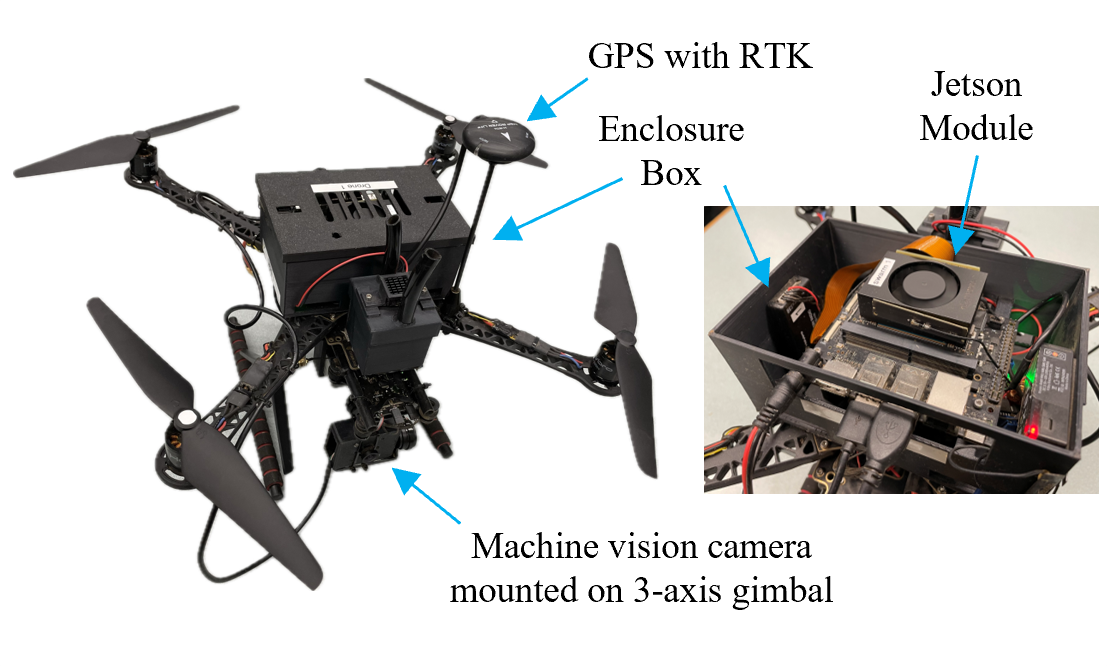 GPS with RTK
Enclosure
Box
Jetson
Module
Drone 1
Machine vision camera
mounted on 3-axis gimbal